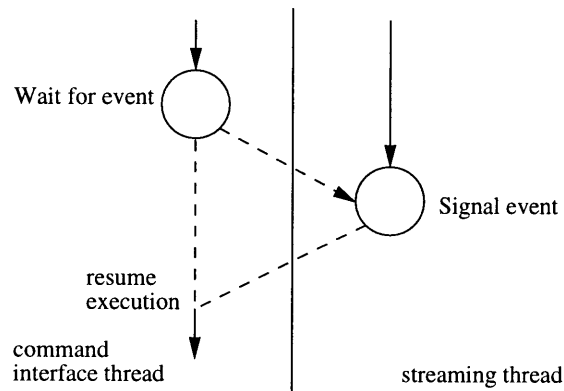 Wait for event
Signal event
resume
execution
command
interface thread
streaming thread